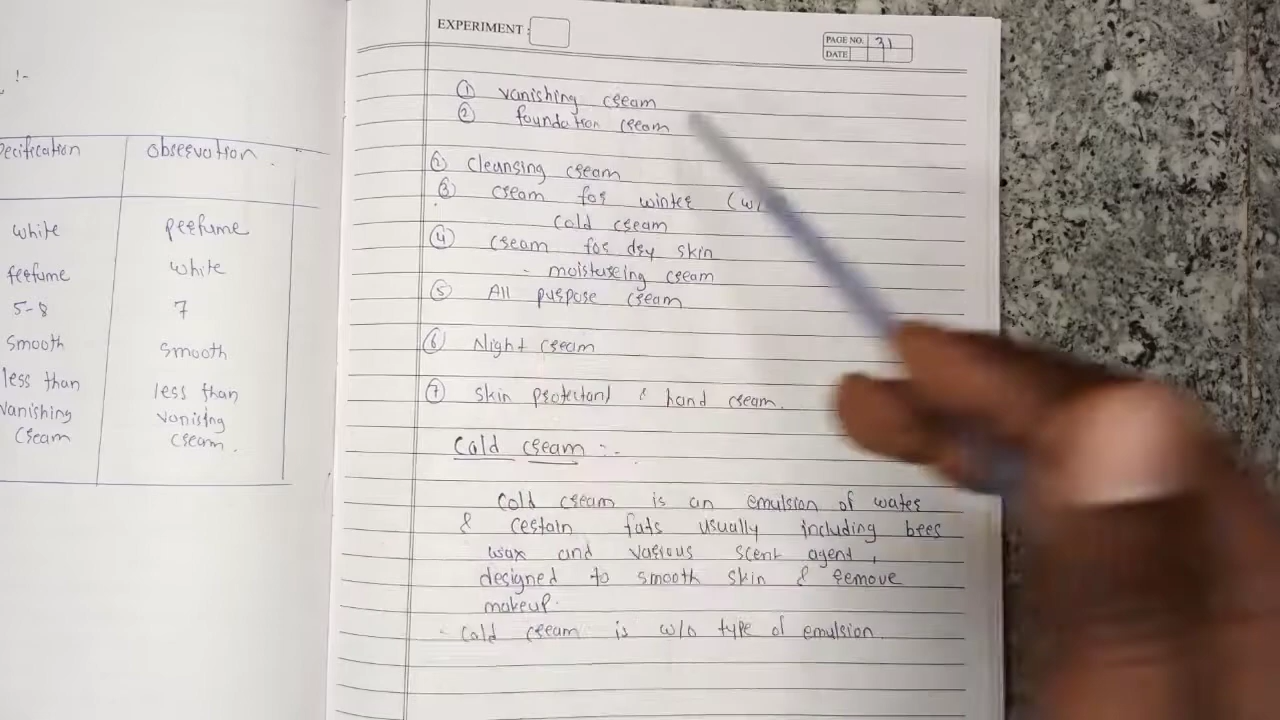 !-
ecification observation.
white perfume
ferfume white
5-8 7
smooth smooth
less than less than
vanishing vanising
cream cream.
EXPERIMENT :
PAGE NO. 31
DATE
① vanishing cream
② foundation cream
② cleansing cream
③ cream for winter (w/
cold cream
④ cream for dry skin
- moistureing cream
⑤ All purpose cream
⑥ Night cream
⑦ skin protectant & hand cream.
Cold cream :-
Cold cream is an emulsion of water
& certain fats usually including bees
wax and various scent agent,
designed to smooth skin & remove
makeup.
- Cold cream is w/o type of emulsion.